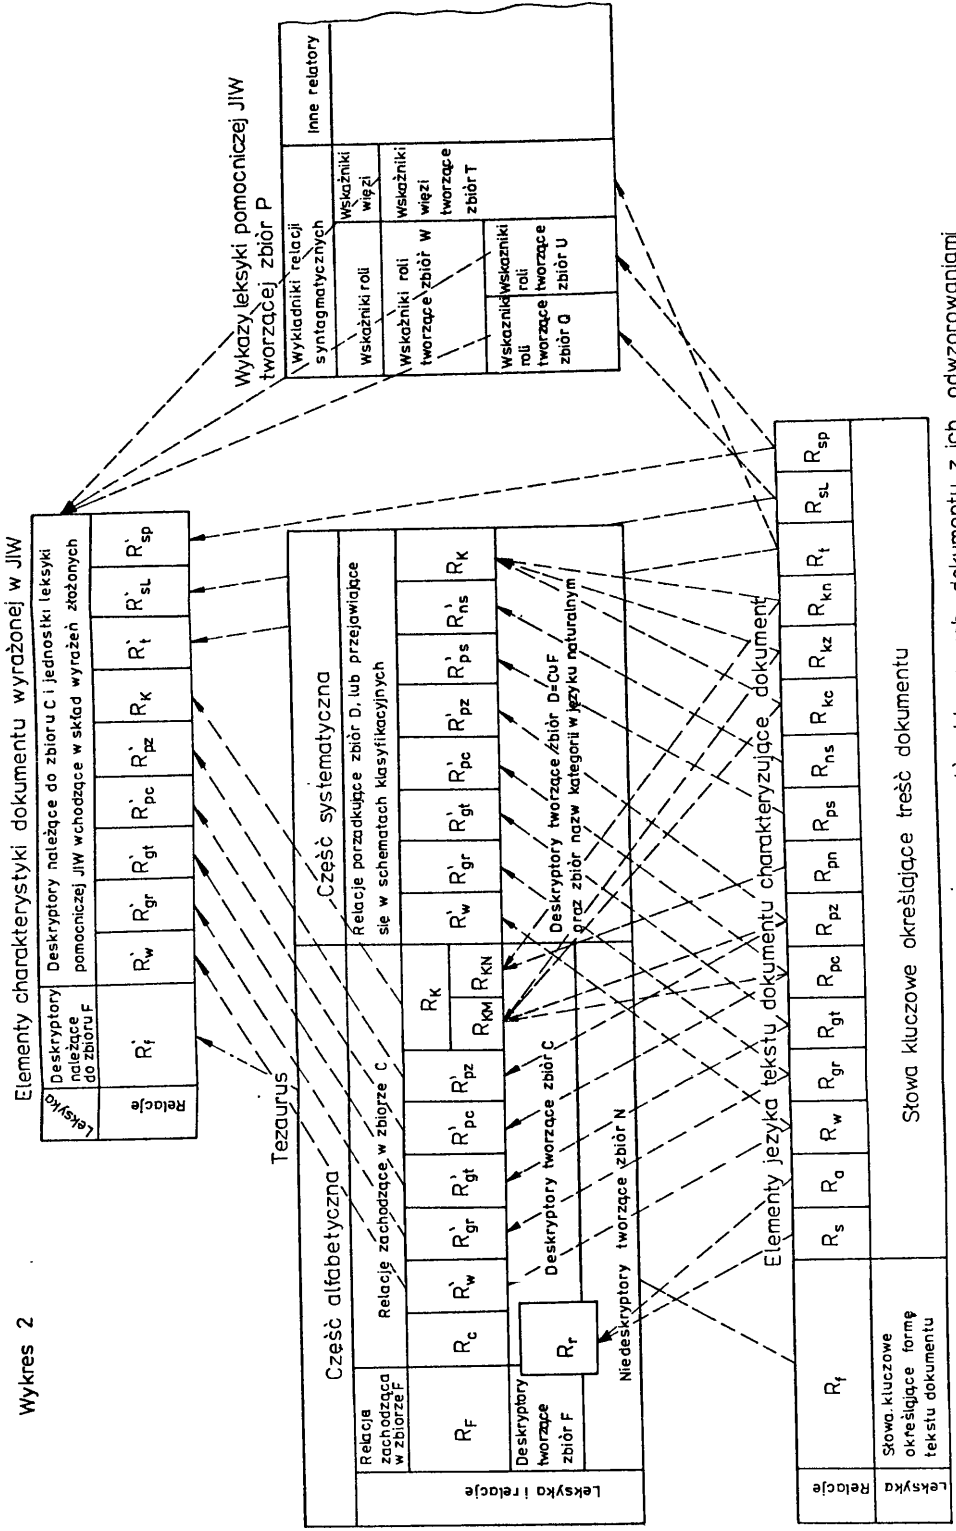 Wykres 2
Elementy charakterystyki dokumentu wyrażonej w JIW
Leksyka
Deskryptory
należące
do zbioru F
Deskryptory należące do zbioru C i jednostki leksyki
pomocniczej JIW wchodzące w skład wyrażeń złożonych
Relacje
R'f
R'w
R'gr
R'gt
R'pc
R'pz
RK
R't
R'sL
R'sp
Wykazy leksyki pomocniczej JIW
tworzącej zbiór P
Wykładniki relacji
syntagmatycznych
Inne relatory
Wskaźniki roli
Wskaźniki
więzi
Wskaźniki roli
tworzące zbiór W
Wskaźniki
więzi
tworzące
zbiór T
Wskaźniki
roli
tworzące
zbiór Q
Wskaźniki
roli
tworzące
zbiór U
Tezaurus
Część alfabetyczna
Część systematyczna
Leksyka i relacje
Relacja
zachodząca
w zbiorze F
Relacje zachodzące w zbiorze C
Relacje porządkujące zbiór D, lub przejawiające
się w schematach klasyfikacyjnych
RF
Rc
R'w
R'gr
R'gt
R'pc
R'pz
RK
RKM
RKN
R'w
R'gr
R'gt
R'pc
R'pz
R'ps
R'ns
RK
Deskryptory
tworzące
zbiór F
Rr
Deskryptory tworzące zbiór C
Deskryptory tworzące zbiór D=CuF
oraz zbiór nazw kategorii w języku naturalnym
Niedeskryptory tworzące zbiór N
Elementy języka tekstu dokumentu charakteryzujące dokument
Relacje
Rf
Rs
Ra
Rw
Rgr
Rgt
Rpc
Rpz
Rpn
Rps
Rns
Rkc
Rkz
Rkn
Rt
RsL
Rsp
Leksyka
Słowa kluczowe
określające formę
tekstu dokumentu
Słowa kluczowe określające treść dokumentu
dokumentu z ich odwzorowaniami